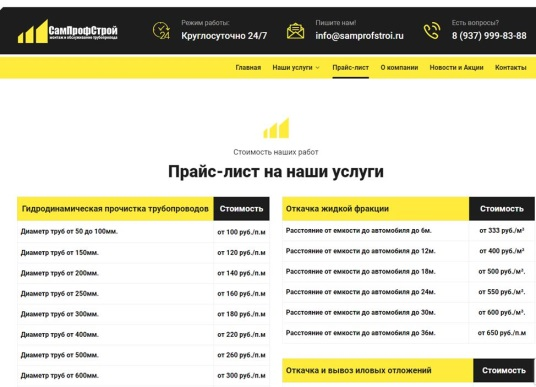 СамПрофСтрой
монтаж и обслуживание трубопровода
24
Режим работы:
Круглосуточно 24/7
Пишите нам!
info@samprofstroi.ru
Есть вопросы?
8 (937) 999-83-88
Главная Наши услуги Прайс-лист О компании Новости и Акции Контакты
Стоимость наших работ
Прайс-лист на наши услуги
Гидродинамическая прочистка трубопроводов Стоимость
Диаметр труб от 50 до 100мм. от 100 руб./п.м
Диаметр труб от 150мм. от 120 руб./п.м
Диаметр труб от 200мм. от 140 руб./п.м
Диаметр труб от 250мм. от 160 руб./п.м
Диаметр труб от 300мм. от 180 руб./п.м
Диаметр труб от 400мм. от 220 руб./п.м
Диаметр труб от 500мм. от 260 руб./п.м
Диаметр труб от 600мм. от 300 руб./п.м
Откачка жидкой фракции Стоимость
Расстояние от емкости до автомобиля до 6м. от 333 руб./м³
Расстояние от емкости до автомобиля до 12м. от 400 руб./м³
Расстояние от емкости до автомобиля до 18м. от 500 руб./м³.
Расстояние от емкости до автомобиля до 24м. от 550 руб./м³.
Расстояние от емкости до автомобиля до 30м. от 600 руб./м³.
Расстояние от емкости до автомобиля до 36м. от 650 руб./п.м
Откачка и вывоз иловых отложений Стоимость